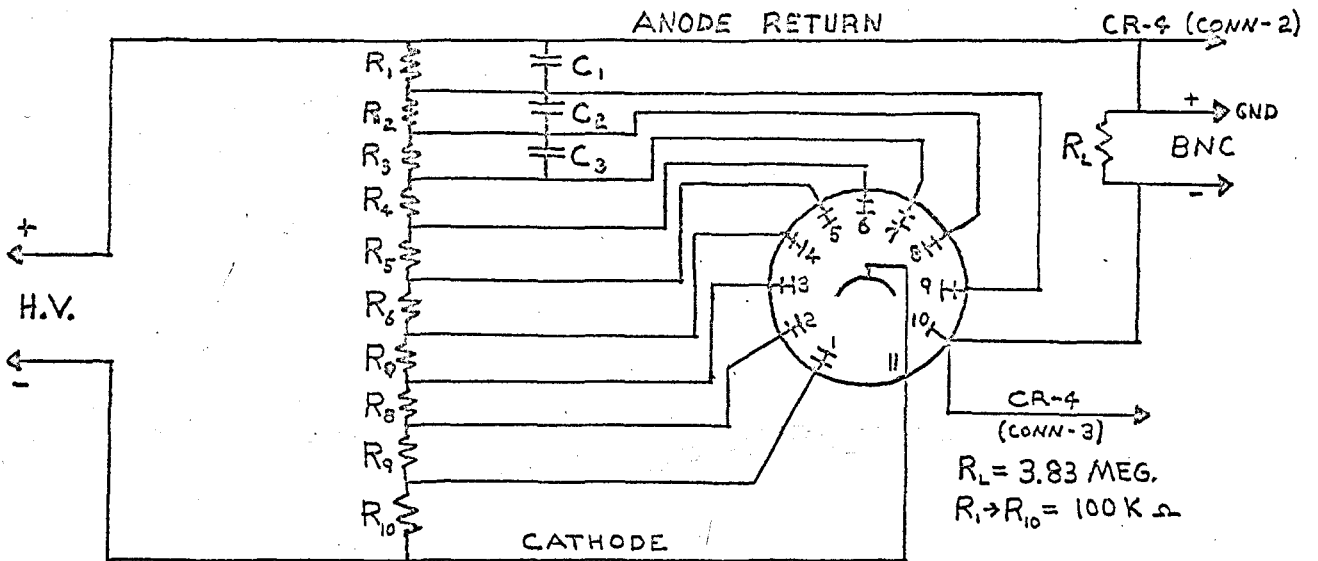 ANODE RETURN
CR-4 (CONN-2)
R1
C1
R2
C2
R3
C3
R4
R5
R6
R9
R8
R9
R10
+
H.V.
-
+
GND
RL
BNC
-
1
2
3
4
5
6
7
8
9
10
11
CR-4
(CONN-3)
RL = 3.83 MEG.
R1→R10 = 100 K Ω
CATHODE